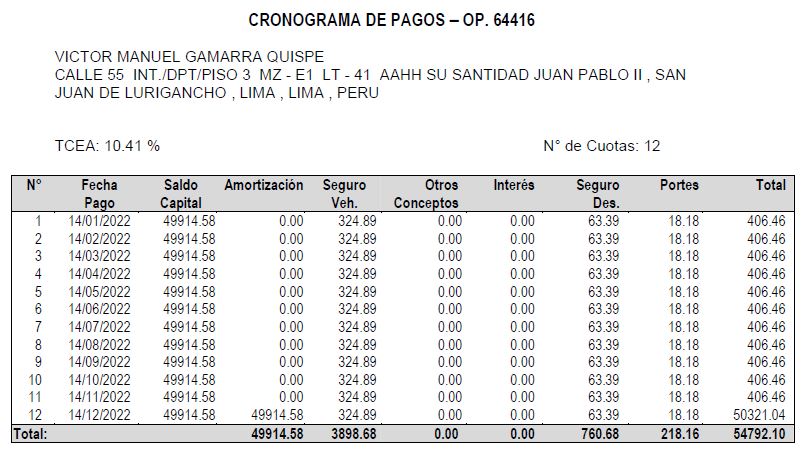 CRONOGRAMA DE PAGOS – OP. 64416
VICTOR MANUEL GAMARRA QUISPE
CALLE 55 INT./DPT/PISO 3 MZ - E1 LT - 41 AAHH SU SANTIDAD JUAN PABLO II , SAN
JUAN DE LURIGANCHO , LIMA , LIMA , PERU
TCEA: 10.41 % N° de Cuotas: 12
N° Fecha Saldo Amortización Seguro Otros Interés Seguro Portes Total
Pago Capital Veh. Conceptos Des.
1 14/01/2022 49914.58 0.00 324.89 0.00 0.00 63.39 18.18 406.46
2 14/02/2022 49914.58 0.00 324.89 0.00 0.00 63.39 18.18 406.46
3 14/03/2022 49914.58 0.00 324.89 0.00 0.00 63.39 18.18 406.46
4 14/04/2022 49914.58 0.00 324.89 0.00 0.00 63.39 18.18 406.46
5 14/05/2022 49914.58 0.00 324.89 0.00 0.00 63.39 18.18 406.46
6 14/06/2022 49914.58 0.00 324.89 0.00 0.00 63.39 18.18 406.46
7 14/07/2022 49914.58 0.00 324.89 0.00 0.00 63.39 18.18 406.46
8 14/08/2022 49914.58 0.00 324.89 0.00 0.00 63.39 18.18 406.46
9 14/09/2022 49914.58 0.00 324.89 0.00 0.00 63.39 18.18 406.46
10 14/10/2022 49914.58 0.00 324.89 0.00 0.00 63.39 18.18 406.46
11 14/11/2022 49914.58 0.00 324.89 0.00 0.00 63.39 18.18 406.46
12 14/12/2022 49914.58 49914.58 324.89 0.00 0.00 63.39 18.18 50321.04
Total: 49914.58 3898.68 0.00 0.00 760.68 218.16 54792.10